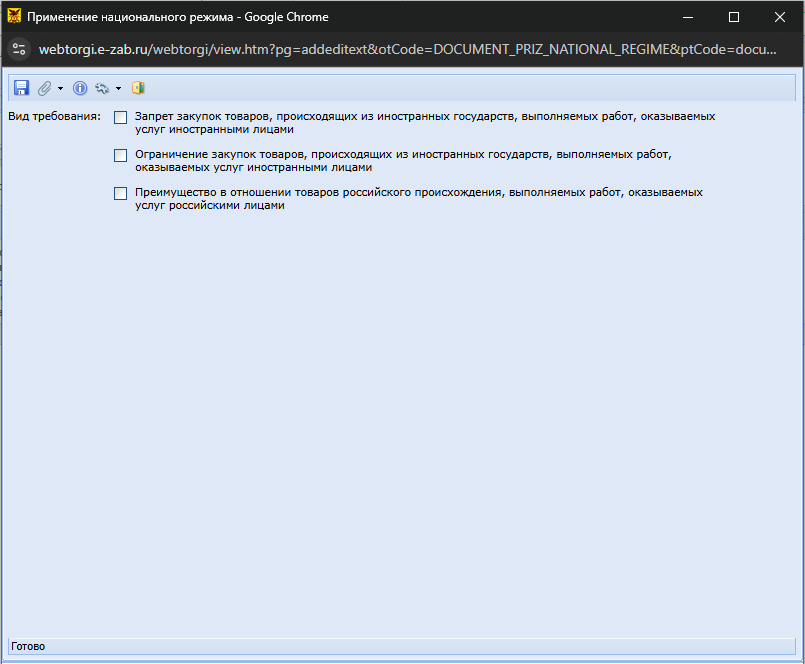 Применение национального режима - Google Chrome
webtorgi.e-zab.ru/webtorgi/view.htm?pg=addeditext&otCode=DOCUMENT_PRIZ_NATIONAL_REGIME&ptCode=docu...
Вид требования:
Запрет закупок товаров, происходящих из иностранных государств, выполняемых работ, оказываемых
услуг иностранными лицами
Ограничение закупок товаров, происходящих из иностранных государств, выполняемых работ,
оказываемых услуг иностранными лицами
Преимущество в отношении товаров российского происхождения, выполняемых работ, оказываемых
услуг российскими лицами
Готово